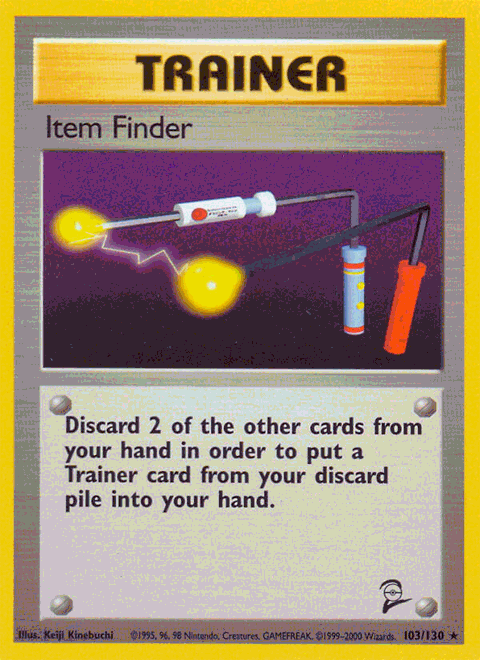 TRAINER
Item Finder
Discard 2 of the other cards from
your hand in order to put a
Trainer card from your discard
pile into your hand.
Illus. Keiji Kinebuchi ©1995, 96, 98 Nintendo, Creatures, GAMEFREAK. ©1999-2000 Wizards. 103/130 ★